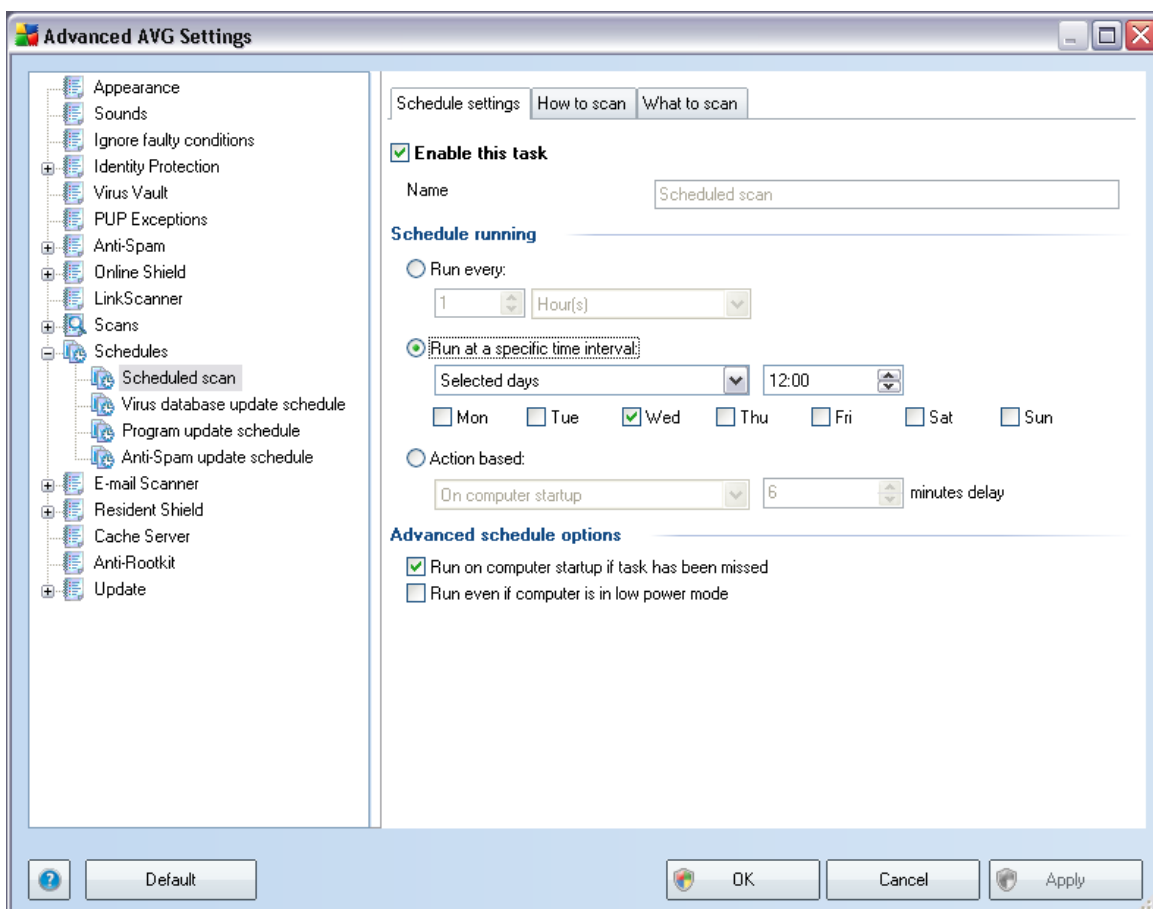 Advanced AVG Settings
Appearance
Sounds
Ignore faulty conditions
Identity Protection
Virus Vault
PUP Exceptions
Anti-Spam
Online Shield
LinkScanner
Scans
Schedules
Scheduled scan
Virus database update schedule
Program update schedule
Anti-Spam update schedule
E-mail Scanner
Resident Shield
Cache Server
Anti-Rootkit
Update
Schedule settings How to scan What to scan
Enable this task
Name Scheduled scan
Schedule running
Run every:
1 Hour(s)
Run at a specific time interval:
Selected days 12:00
Mon Tue Wed Thu Fri Sat Sun
Action based:
On computer startup 6 minutes delay
Advanced schedule options
Run on computer startup if task has been missed
Run even if computer is in low power mode
? Default OK Cancel Apply